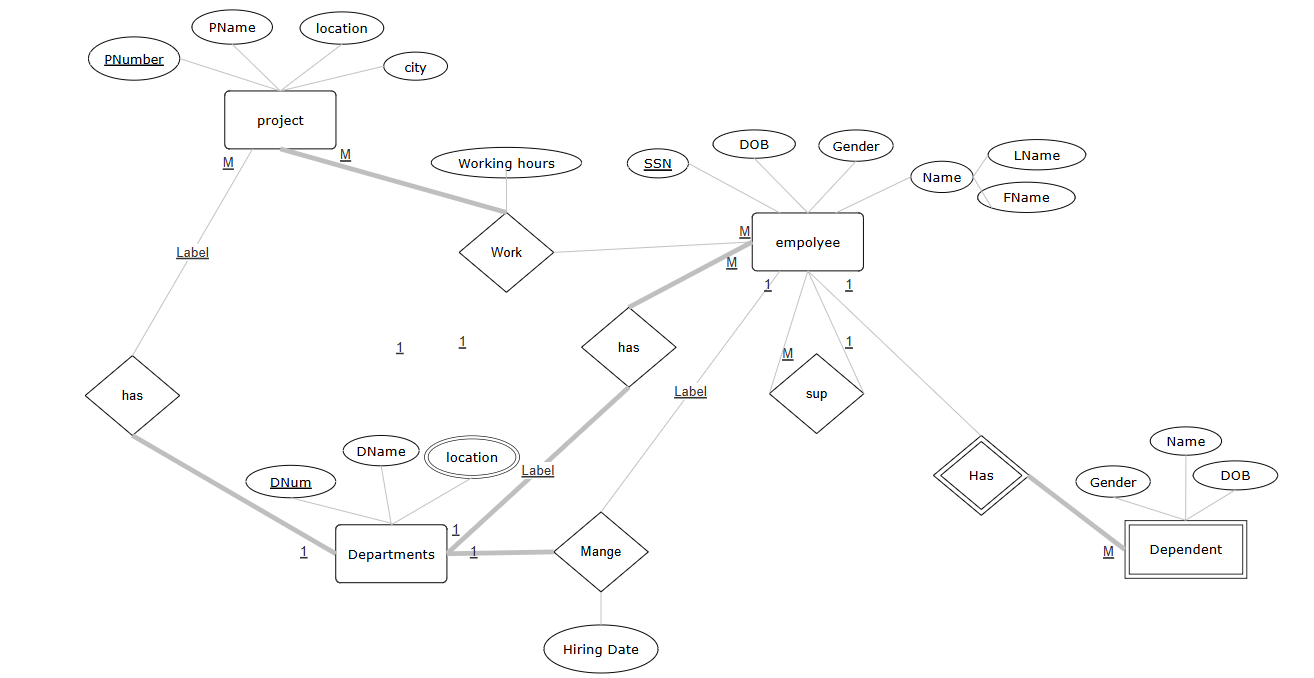 PName
location
PNumber
city
project
M
M
Working hours
SSN
DOB
Gender
Name
LName
FName
M
empolyee
Label
Work
M
1
1
1
1
has
M
1
has
Label
sup
DNum
DName
location
Label
Has
Name
Gender
DOB
1
Departments
1
1
Mange
M
Dependent
Hiring Date